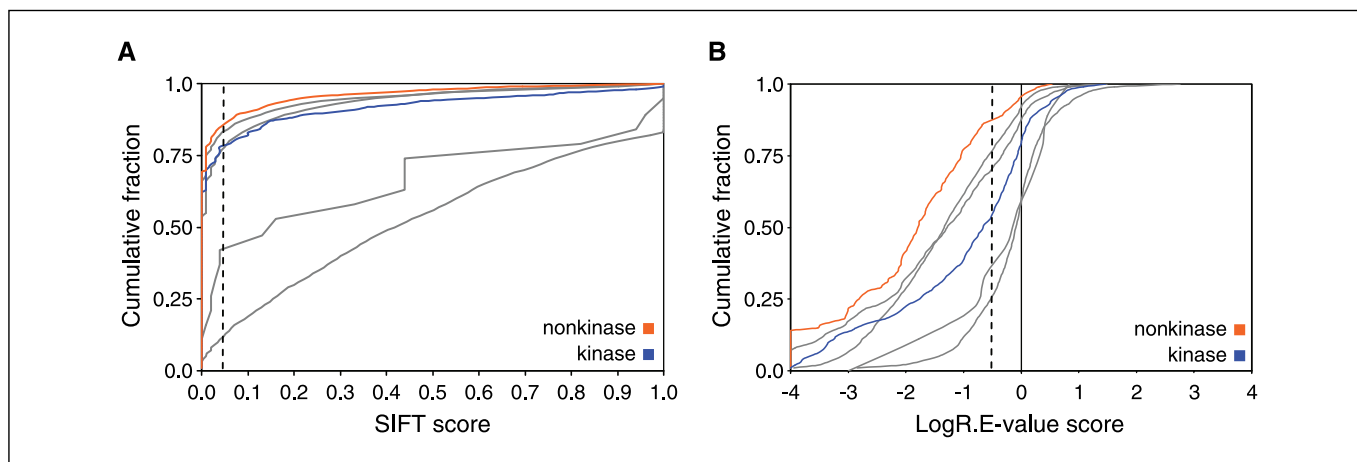 A
Cumulative fraction
1.0
0.75
0.50
0.25
0.0
nonkinase
kinase
0.0 0.1 0.2 0.3 0.4 0.5 0.6 0.7 0.8 0.9 1.0
SIFT score
B
Cumulative fraction
1.0
0.75
0.50
0.25
0.0
nonkinase
kinase
-4 -3 -2 -1 0 1 2 3 4
LogR.E-value score